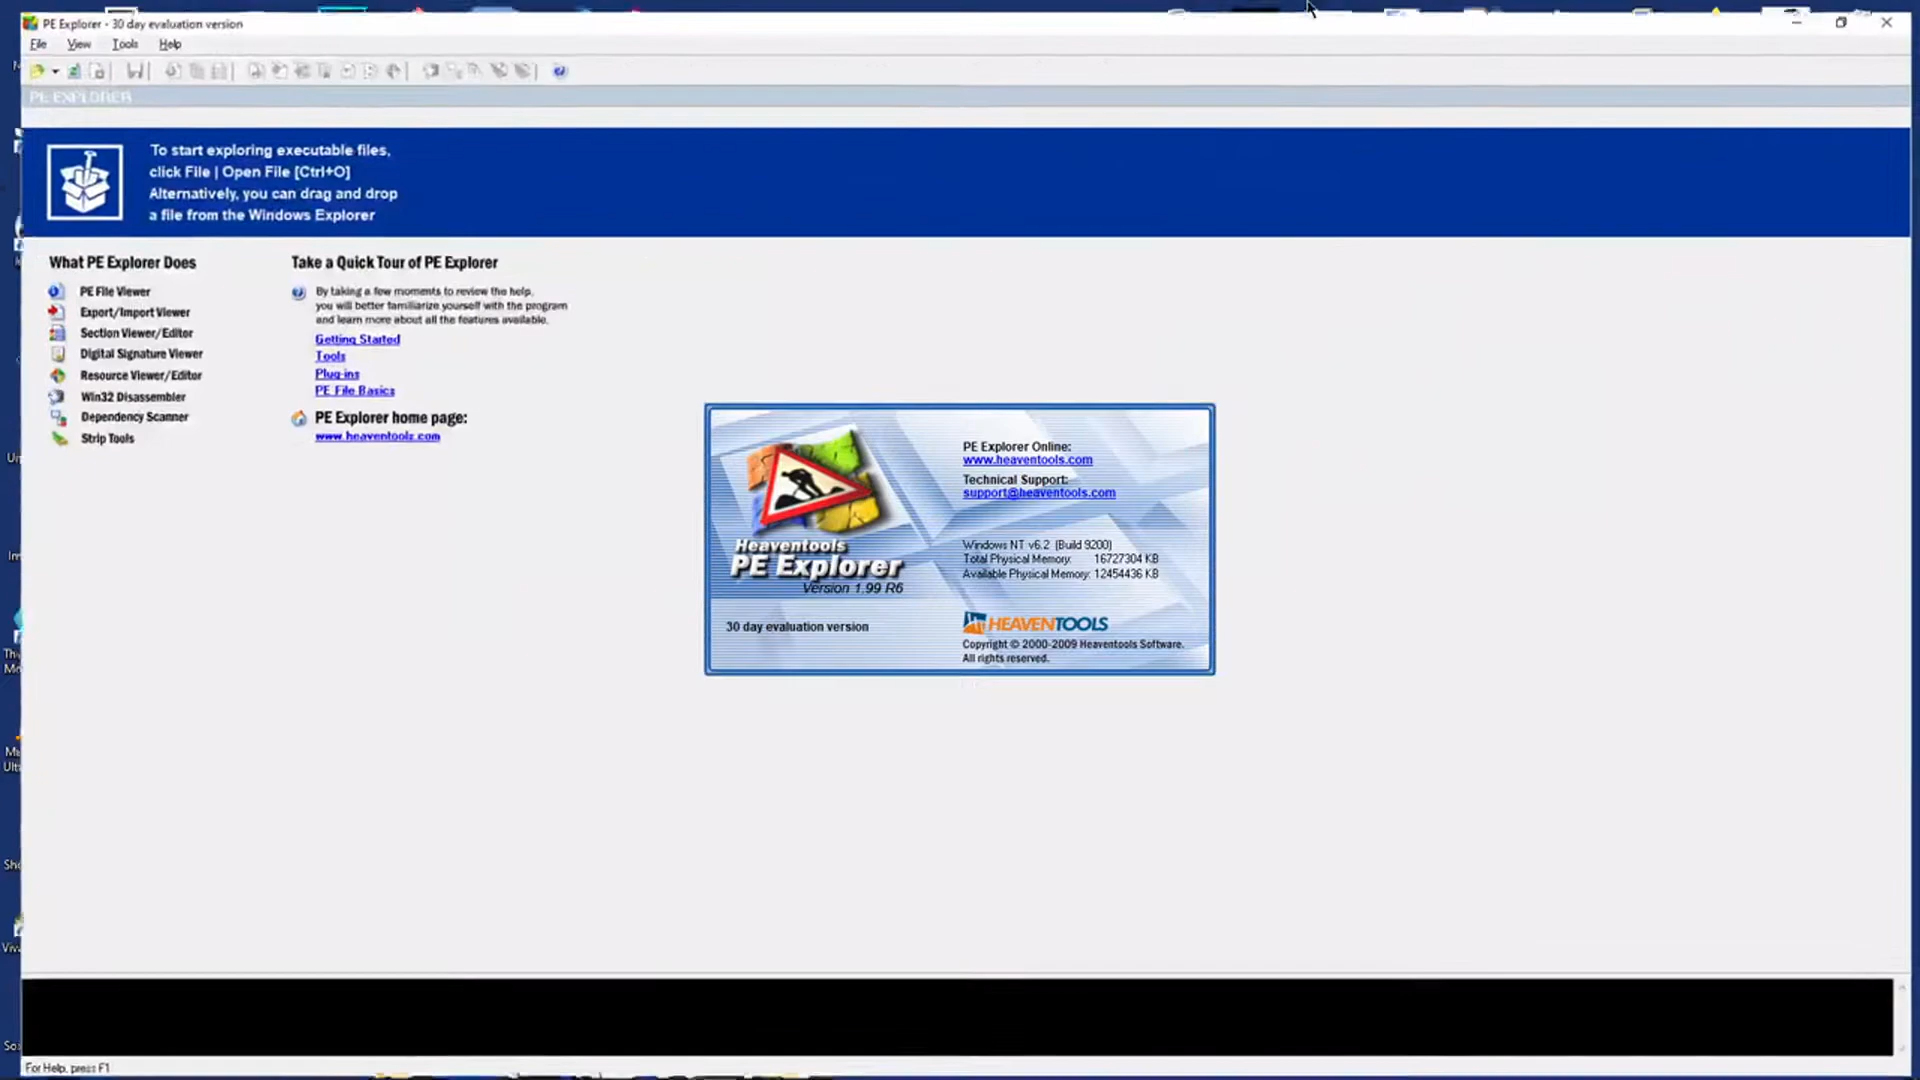 PE Explorer - 30 day evaluation version
File View Tools Help
PE EXPLORER
To start exploring executable files,
click File | Open File [Ctrl+O]
Alternatively, you can drag and drop
a file from the Windows Explorer
What PE Explorer Does
PE File Viewer
Export/Import Viewer
Section Viewer/Editor
Digital Signature Viewer
Resource Viewer/Editor
Win32 Disassembler
Dependency Scanner
Strip Tools
Take a Quick Tour of PE Explorer
By taking a few moments to review the help,
you will better familiarize yourself with the program
and learn more about all the features available.
Getting Started
Tools
Plug-ins
PE File Basics
PE Explorer home page:
www.heaventools.com
Heaventools
PE Explorer
Version 1.99 R6
30 day evaluation version
PE Explorer Online:
www.heaventools.com
Technical Support:
support@heaventools.com
Windows NT v6.2 (Build 9200)
Total Physical Memory: 16727304 KB
Available Physical Memory: 12454436 KB
HEAVENTOOLS
Copyright © 2000-2009 Heaventools Software.
All rights reserved.
For Help, press F1